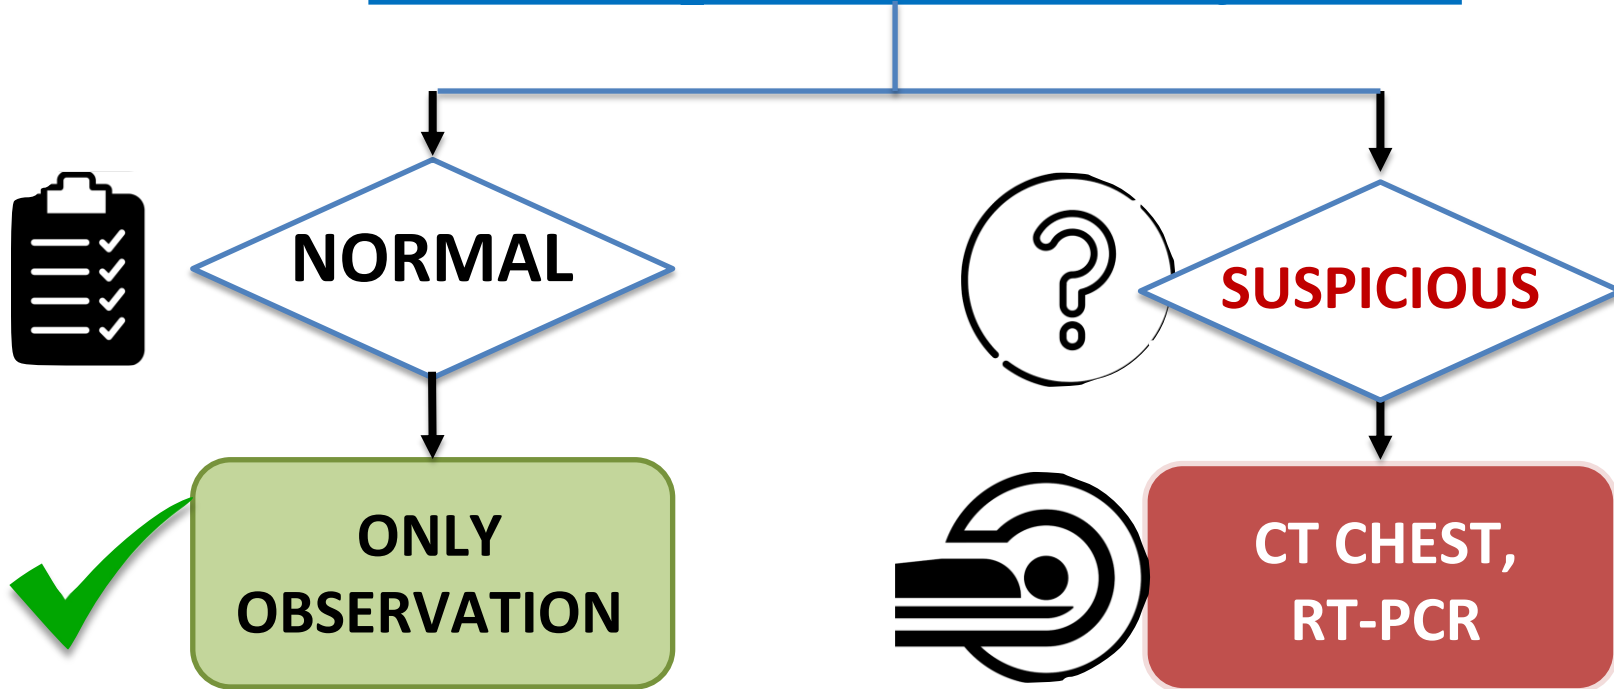 NORMAL
SUSPICIOUS
ONLY
OBSERVATION
CT CHEST,
RT-PCR